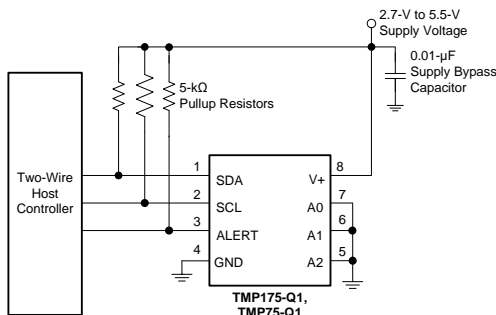 2.7-V to 5.5-V
Supply Voltage
0.01-µF
Supply Bypass
Capacitor
5-kΩ
Pullup Resistors
Two-Wire
Host
Controller
1
SDA
V+
8
2
SCL
A0
7
3
ALERT
A1
6
4
GND
A2
5
TMP175-Q1,
TMP75-Q1